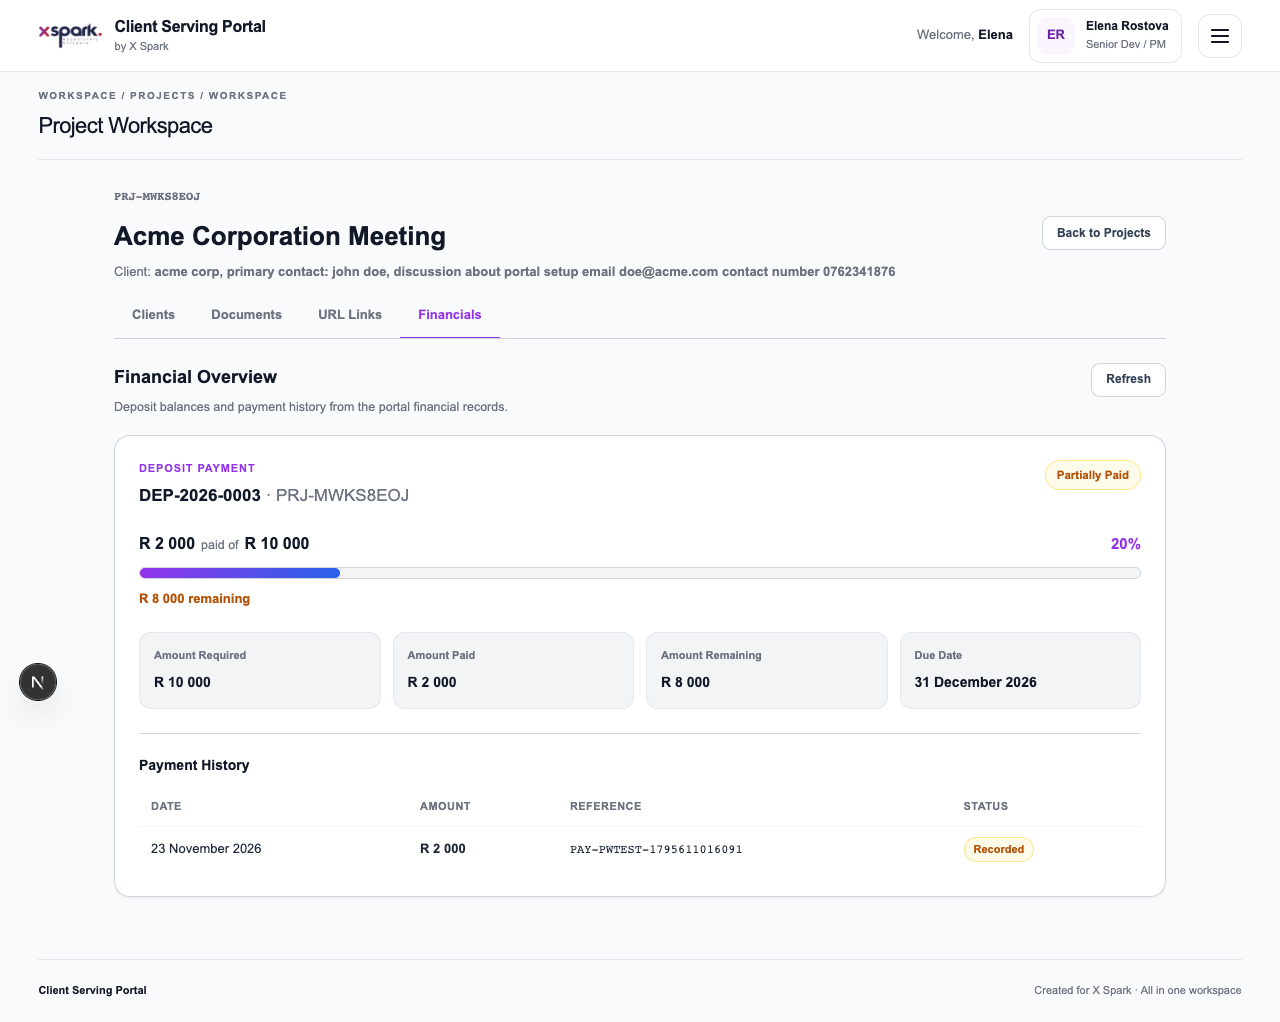 xspark.
Client Serving Portal
by X Spark
Welcome, Elena
ER
Elena Rostova
Senior Dev / PM
WORKSPACE / PROJECTS / WORKSPACE
Project Workspace
PRJ-MWKS8EOJ
Acme Corporation Meeting
Back to Projects
Client: acme corp, primary contact: john doe, discussion about portal setup email doe@acme.com contact number 0762341876
Clients Documents URL Links Financials
Financial Overview
Refresh
Deposit balances and payment history from the portal financial records.
DEPOSIT PAYMENT
Partially Paid
DEP-2026-0003 · PRJ-MWKS8EOJ
R 2 000 paid of R 10 000
20%
R 8 000 remaining
Amount Required
R 10 000
Amount Paid
R 2 000
Amount Remaining
R 8 000
Due Date
31 December 2026
N
Payment History
DATE AMOUNT REFERENCE STATUS
23 November 2026 R 2 000 PAY-PWTEST-1795611016091 Recorded
Client Serving Portal
Created for X Spark · All in one workspace